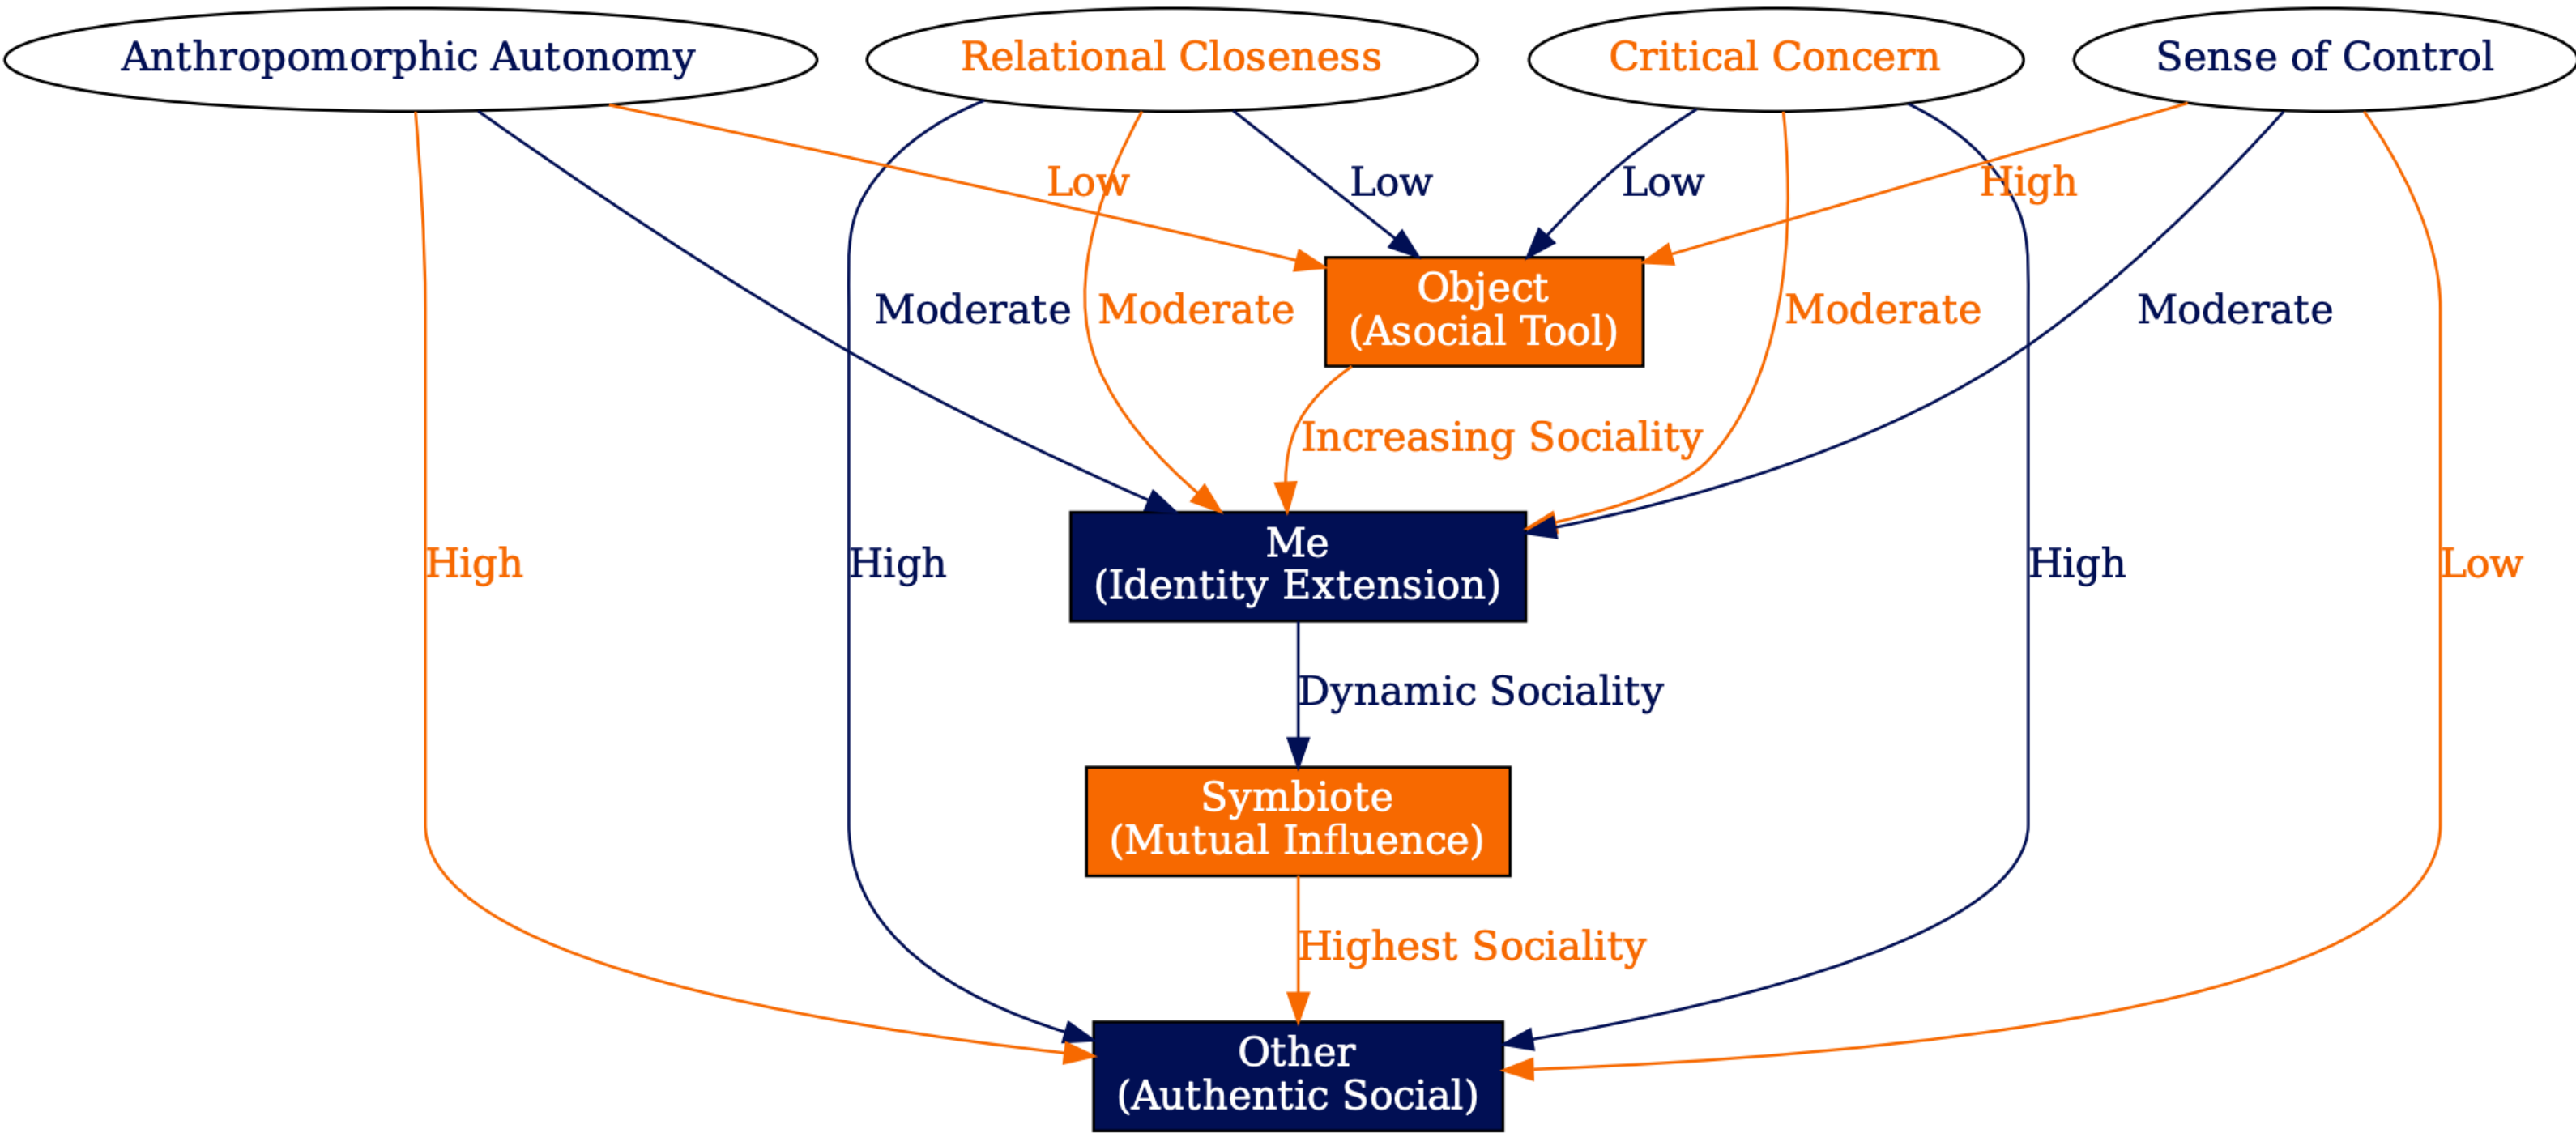 Anthropomorphic Autonomy
Relational Closeness
Critical Concern
Sense of Control
Low
Low
Low
High
Object
(Asocial Tool)
Moderate
Moderate
Moderate
Moderate
Increasing Sociality
Me
(Identity Extension)
High
High
High
Low
Dynamic Sociality
Symbiote
(Mutual Influence)
Highest Sociality
Other
(Authentic Social)